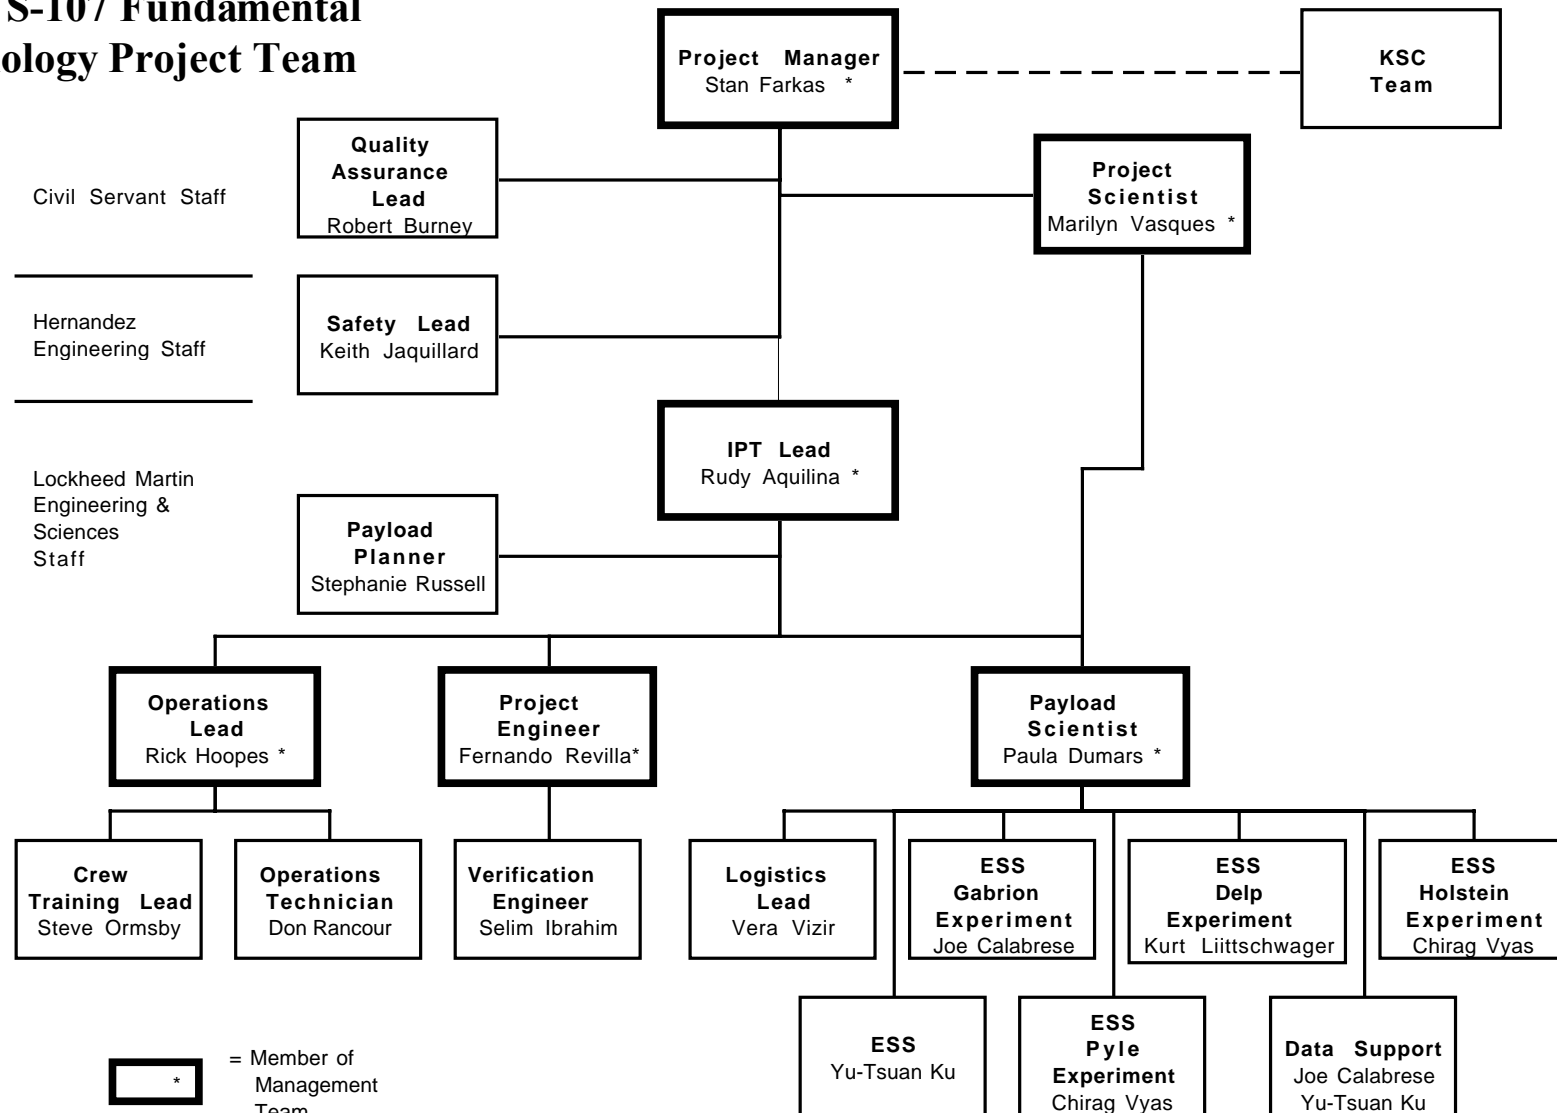 S-107 Fundamental
ology Project Team
Project Manager
Stan Farkas *
KSC
Team
Quality
Assurance
Lead
Robert Burney
Project
Scientist
Marilyn Vasques *
Civil Servant Staff
Hernandez
Engineering Staff
Safety Lead
Keith Jaquillard
IPT Lead
Rudy Aquilina *
Lockheed Martin
Engineering &
Sciences
Staff
Payload
Planner
Stephanie Russell
Operations
Lead
Rick Hoopes *
Project
Engineer
Fernando Revilla*
Payload
Scientist
Paula Dumars *
Crew
Training Lead
Steve Ormsby
Operations
Technician
Don Rancour
Verification
Engineer
Selim Ibrahim
Logistics
Lead
Vera Vizir
ESS
Gabrion
Experiment
Joe Calabrese
ESS
Delp
Experiment
Kurt Liittschwager
ESS
Holstein
Experiment
Chirag Vyas
ESS
Yu-Tsuan Ku
ESS
Pyle
Experiment
Chirag Vyas
Data Support
Joe Calabrese
Yu-Tsuan Ku
*
= Member of
Management
Team